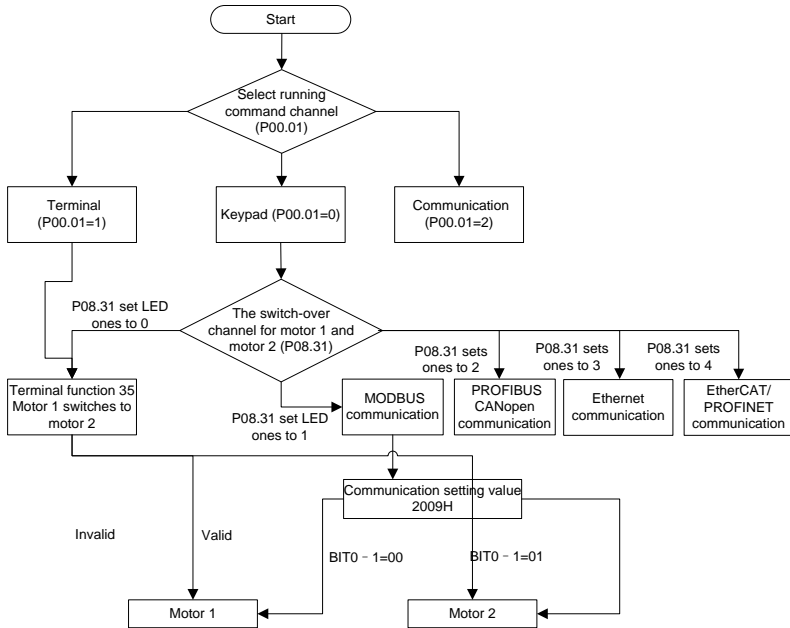 Start
Select running
command channel
(P00.01)
Terminal
(P00.01=1)
Keypad (P00.01=0)
Communication
(P00.01=2)
P08.31 set LED
ones to 0
The switch-over
channel for motor 1 and
motor 2 (P08.31)
P08.31 sets
ones to 2
P08.31 sets
ones to 3
P08.31 sets
ones to 4
Terminal function 35
Motor 1 switches to
motor 2
P08.31 set LED
ones to 1
MODBUS
communication
PROFIBUS
CANopen
communication
Ethernet
communication
EtherCAT/
PROFINET
communication
Communication setting value
2009H
Invalid
Valid
BIT0﹣1=00
BIT0﹣1=01
Motor 1
Motor 2